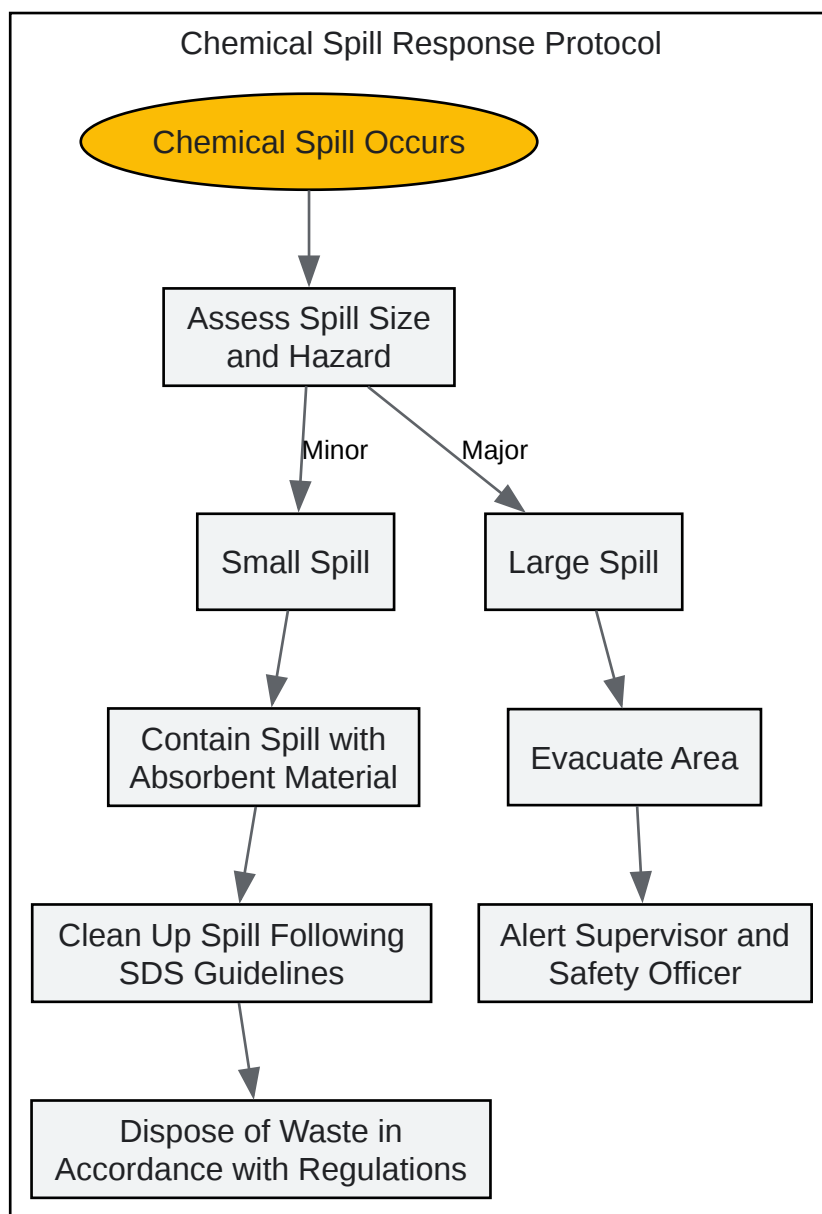 Chemical Spill Response Protocol
Chemical Spill Occurs
Assess Spill Size
and Hazard
Minor
Major
Small Spill
Large Spill
Contain Spill with
Absorbent Material
Evacuate Area
Clean Up Spill Following
SDS Guidelines
Alert Supervisor and
Safety Officer
Dispose of Waste in
Accordance with Regulations